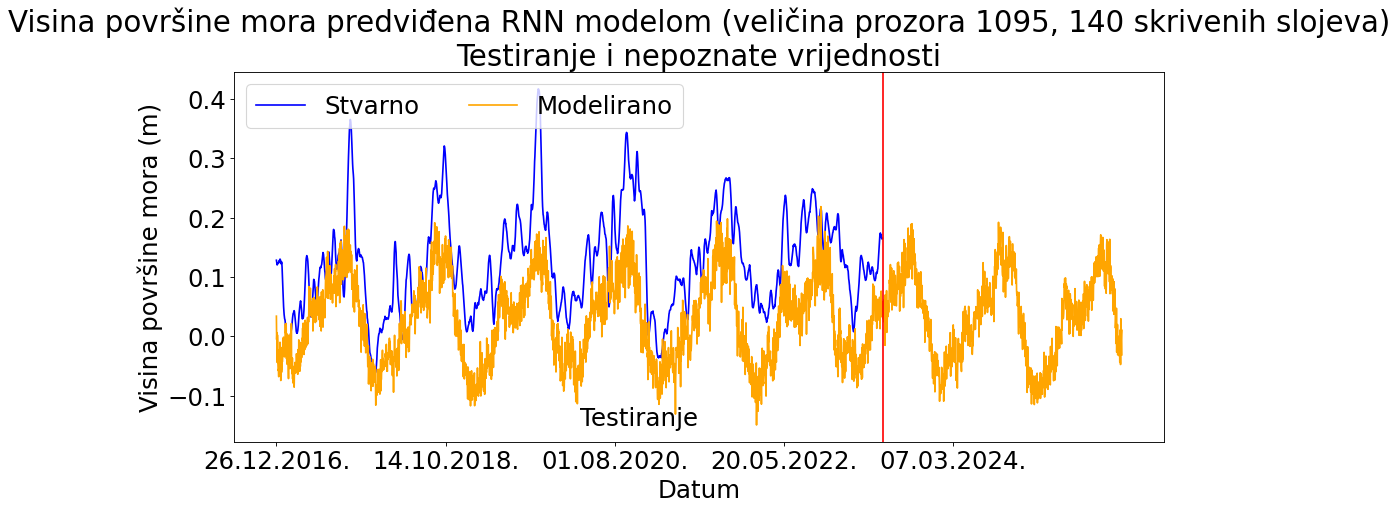 Visina površine mora predviđena RNN modelom (veličina prozora 1095, 140 skrivenih slojeva)
Testiranje i nepoznate vrijednosti
Stvarno Modelirano
Visina površine mora (m)
0.4
0.3
0.2
0.1
0.0
−0.1
Testiranje
26.12.2016. 14.10.2018. 01.08.2020. 20.05.2022. 07.03.2024.
Datum